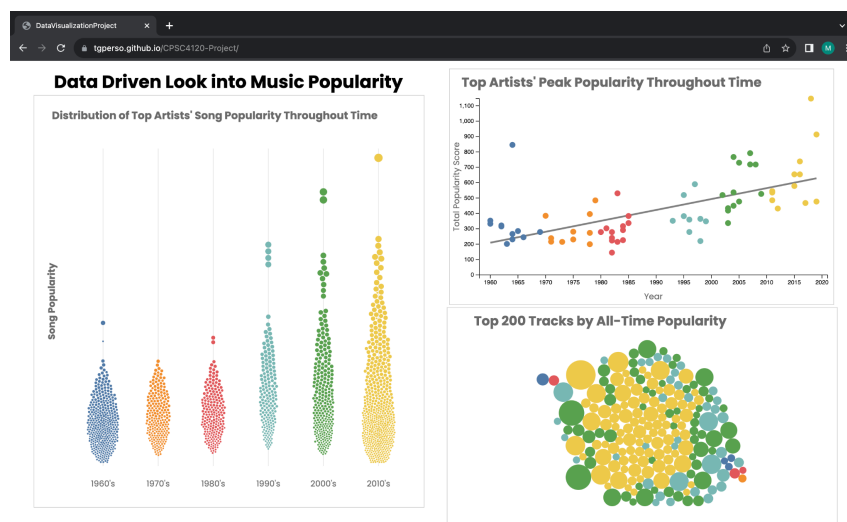 DataVisualizationProject
tgperso.github.io/CPSC4120-Project/
M
Data Driven Look into Music Popularity
Distribution of Top Artists' Song Popularity Throughout Time
Song Popularity
1960's 1970's 1980's 1990's 2000's 2010's
Top Artists' Peak Popularity Throughout Time
Total Popularity Score
1,100
1,000
900
800
700
600
500
400
300
200
100
0
1960 1965 1970 1975 1980 1985 1990 1995 2000 2005 2010 2015 2020
Year
Top 200 Tracks by All-Time Popularity